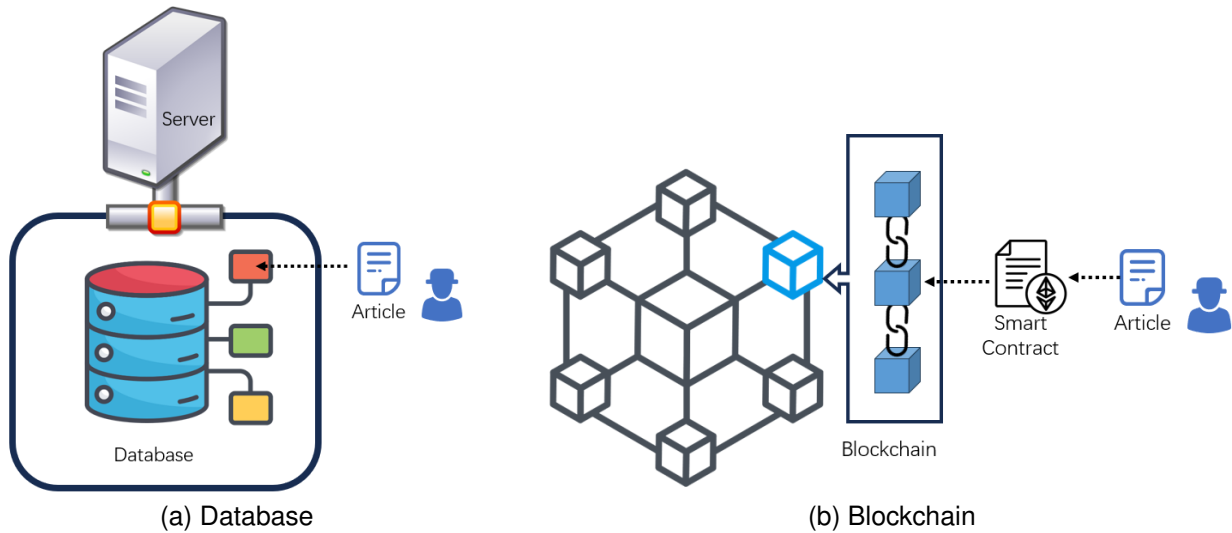 Server
Article
Database
(a) Database
Smart
Contract
Article
Blockchain
(b) Blockchain